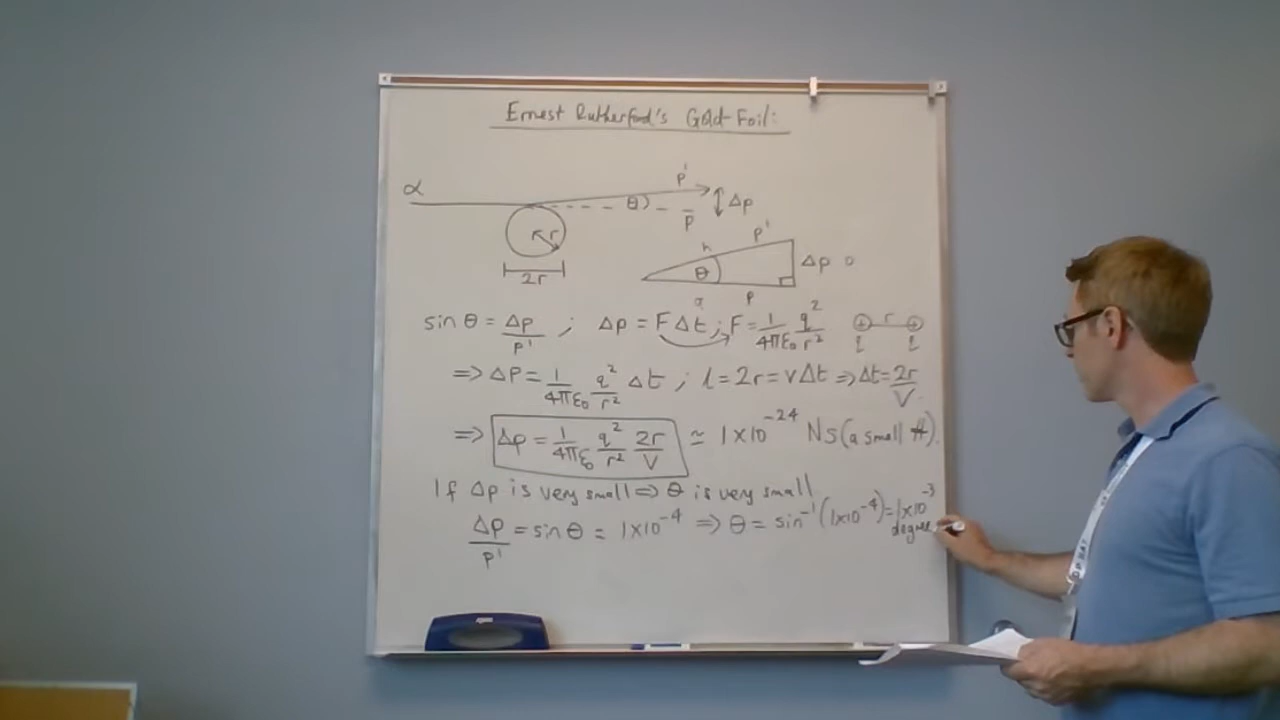 Ernest Rutherford's Gold Foil:
α
p'
θ
p̄
Δp
r
2r
h
p'
θ
Δp o
a
p
sin θ = Δp/p' ; Δp = FΔt ; F = 1/4πε₀ q²/r²
+ r +
⇒ Δp = 1/4πε₀ q²/r² Δt ; l = 2r = vΔt ⇒ Δt = 2r/v
⇒ Δp = 1/4πε₀ q²/r² 2r/v ≃ 1×10⁻²⁴ Ns (a small #).
If Δp is very small ⇒ θ is very small
Δp/p' = sin θ = 1×10⁻⁴ ⇒ θ = sin⁻¹(1×10⁻⁴) = 1×10⁻³
degree